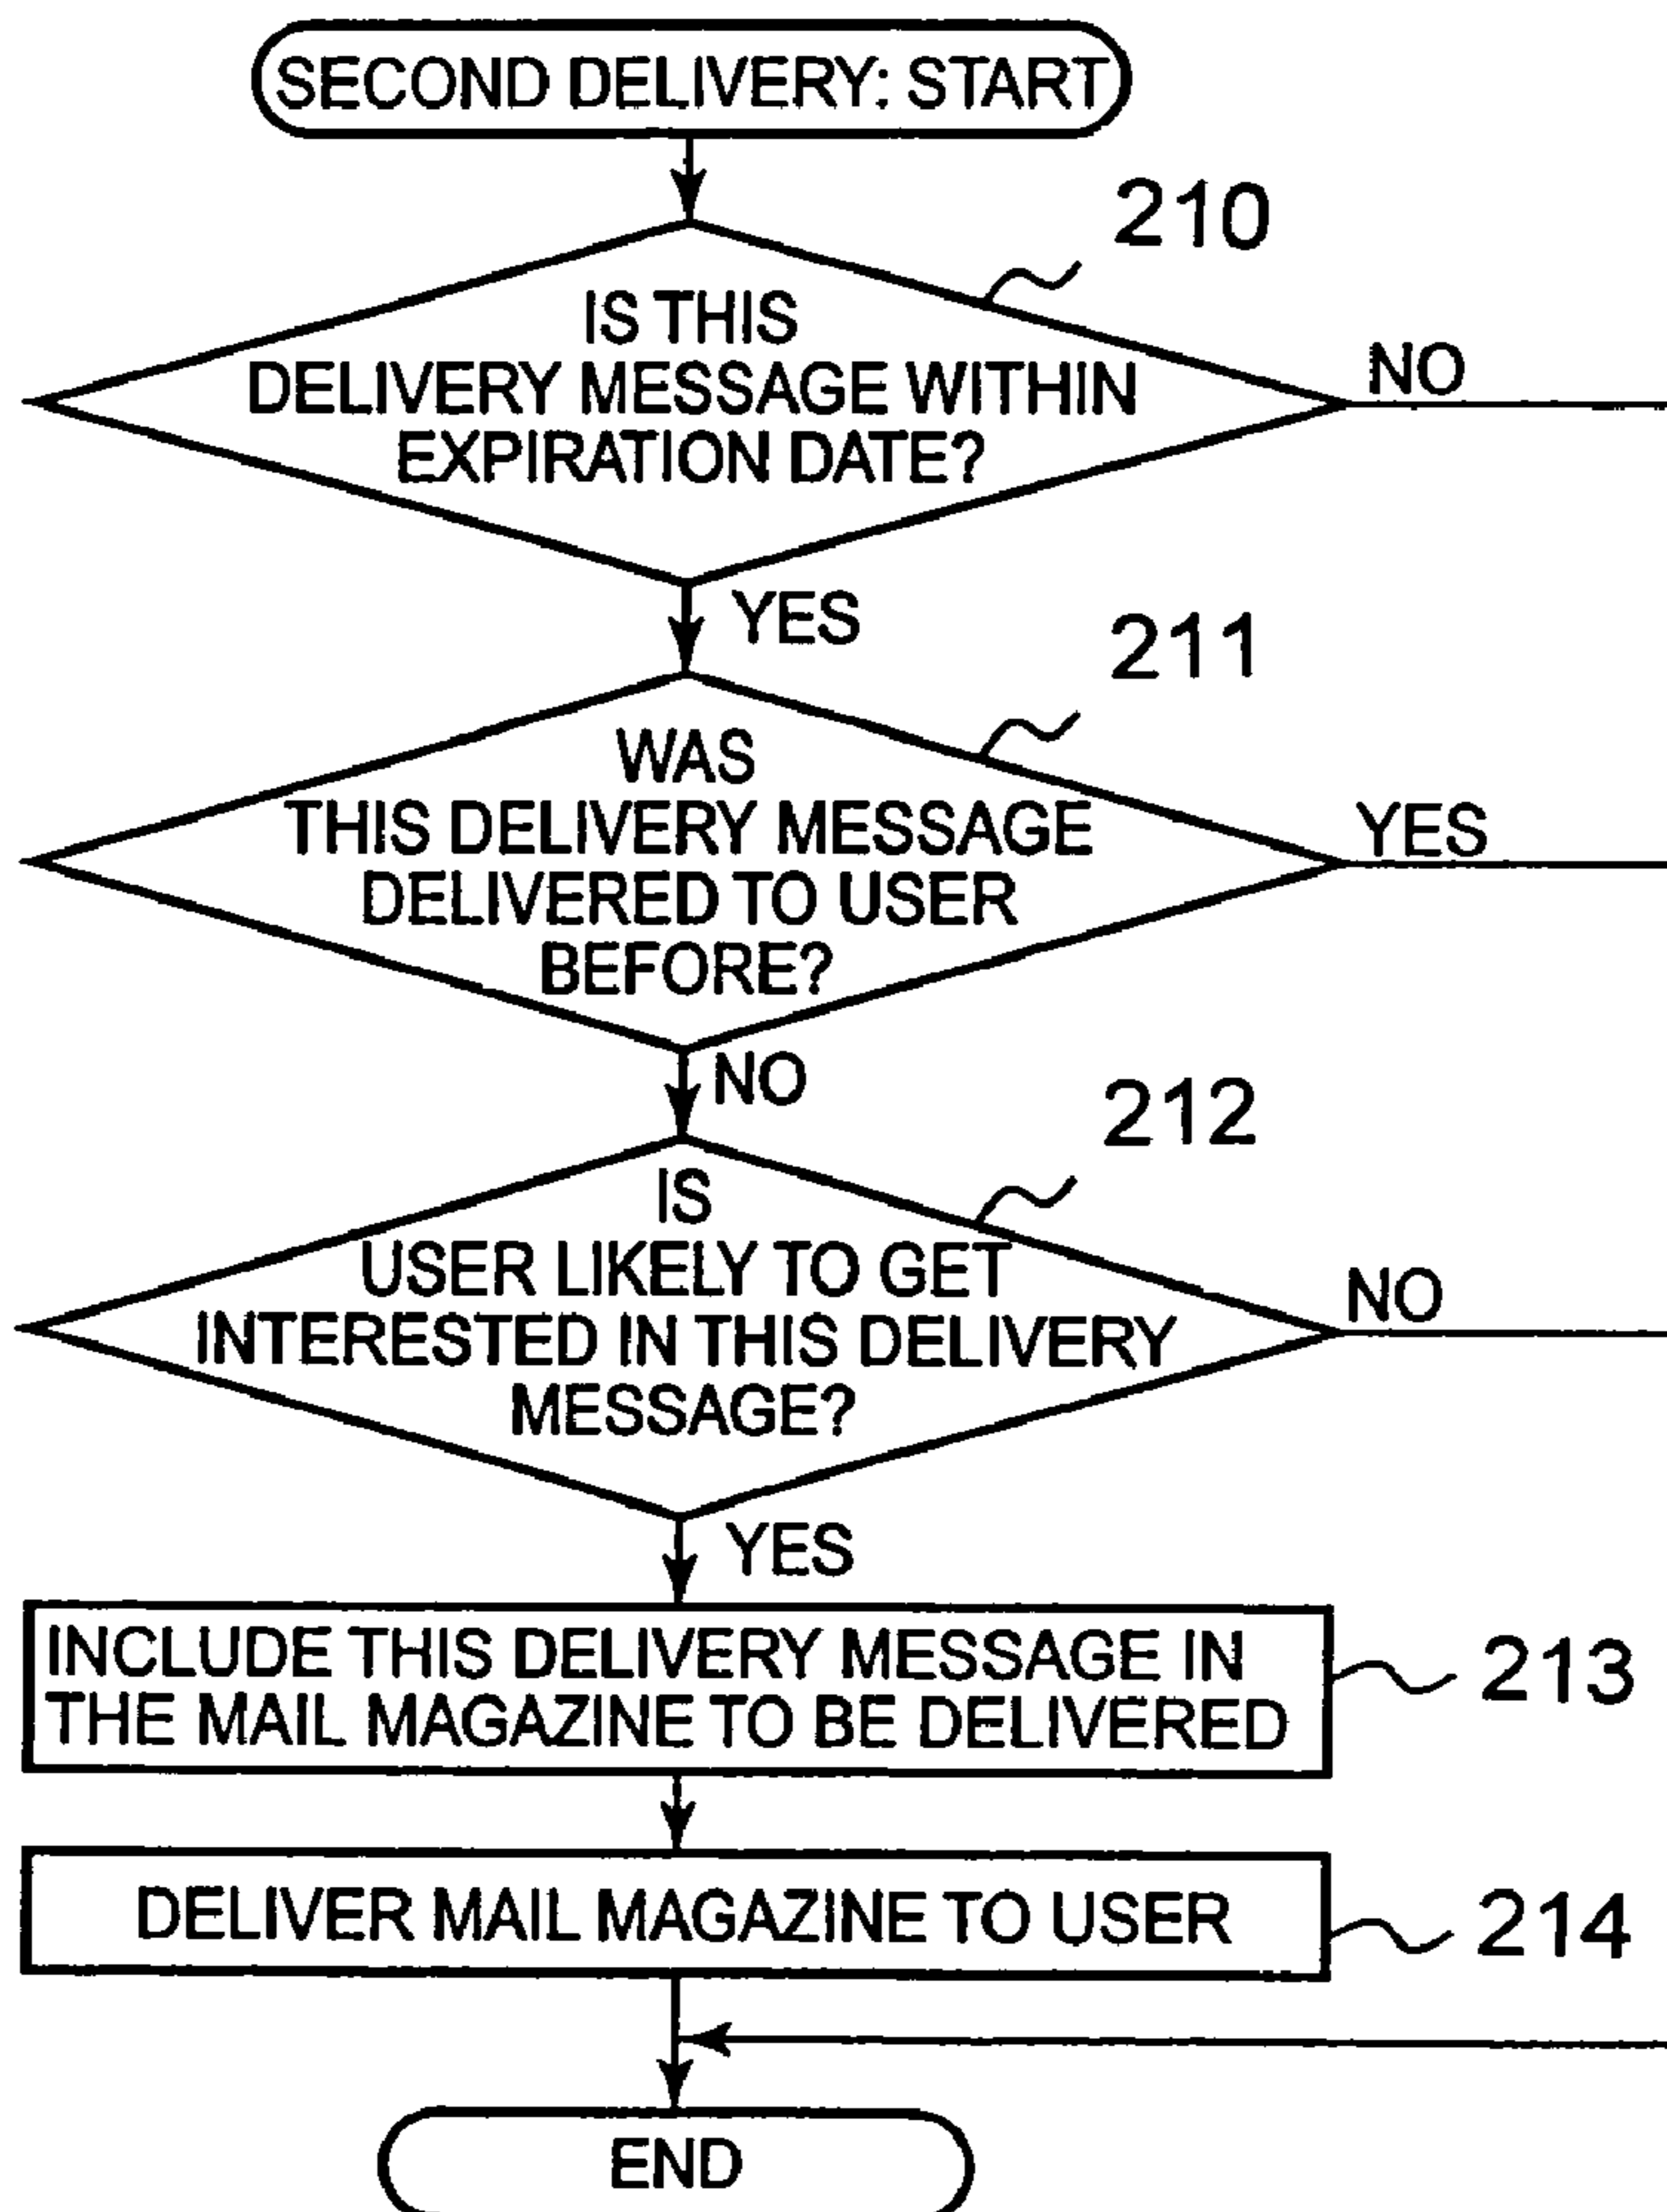 SECOND DELIVERY: START
210
IS THIS
DELIVERY MESSAGE WITHIN
EXPIRATION DATE?
NO
YES
211
WAS
THIS DELIVERY MESSAGE
DELIVERED TO USER
BEFORE?
YES
NO
212
IS
USER LIKELY TO GET
INTERESTED IN THIS DELIVERY
MESSAGE?
NO
YES
INCLUDE THIS DELIVERY MESSAGE IN
THE MAIL MAGAZINE TO BE DELIVERED
213
DELIVER MAIL MAGAZINE TO USER
214
END